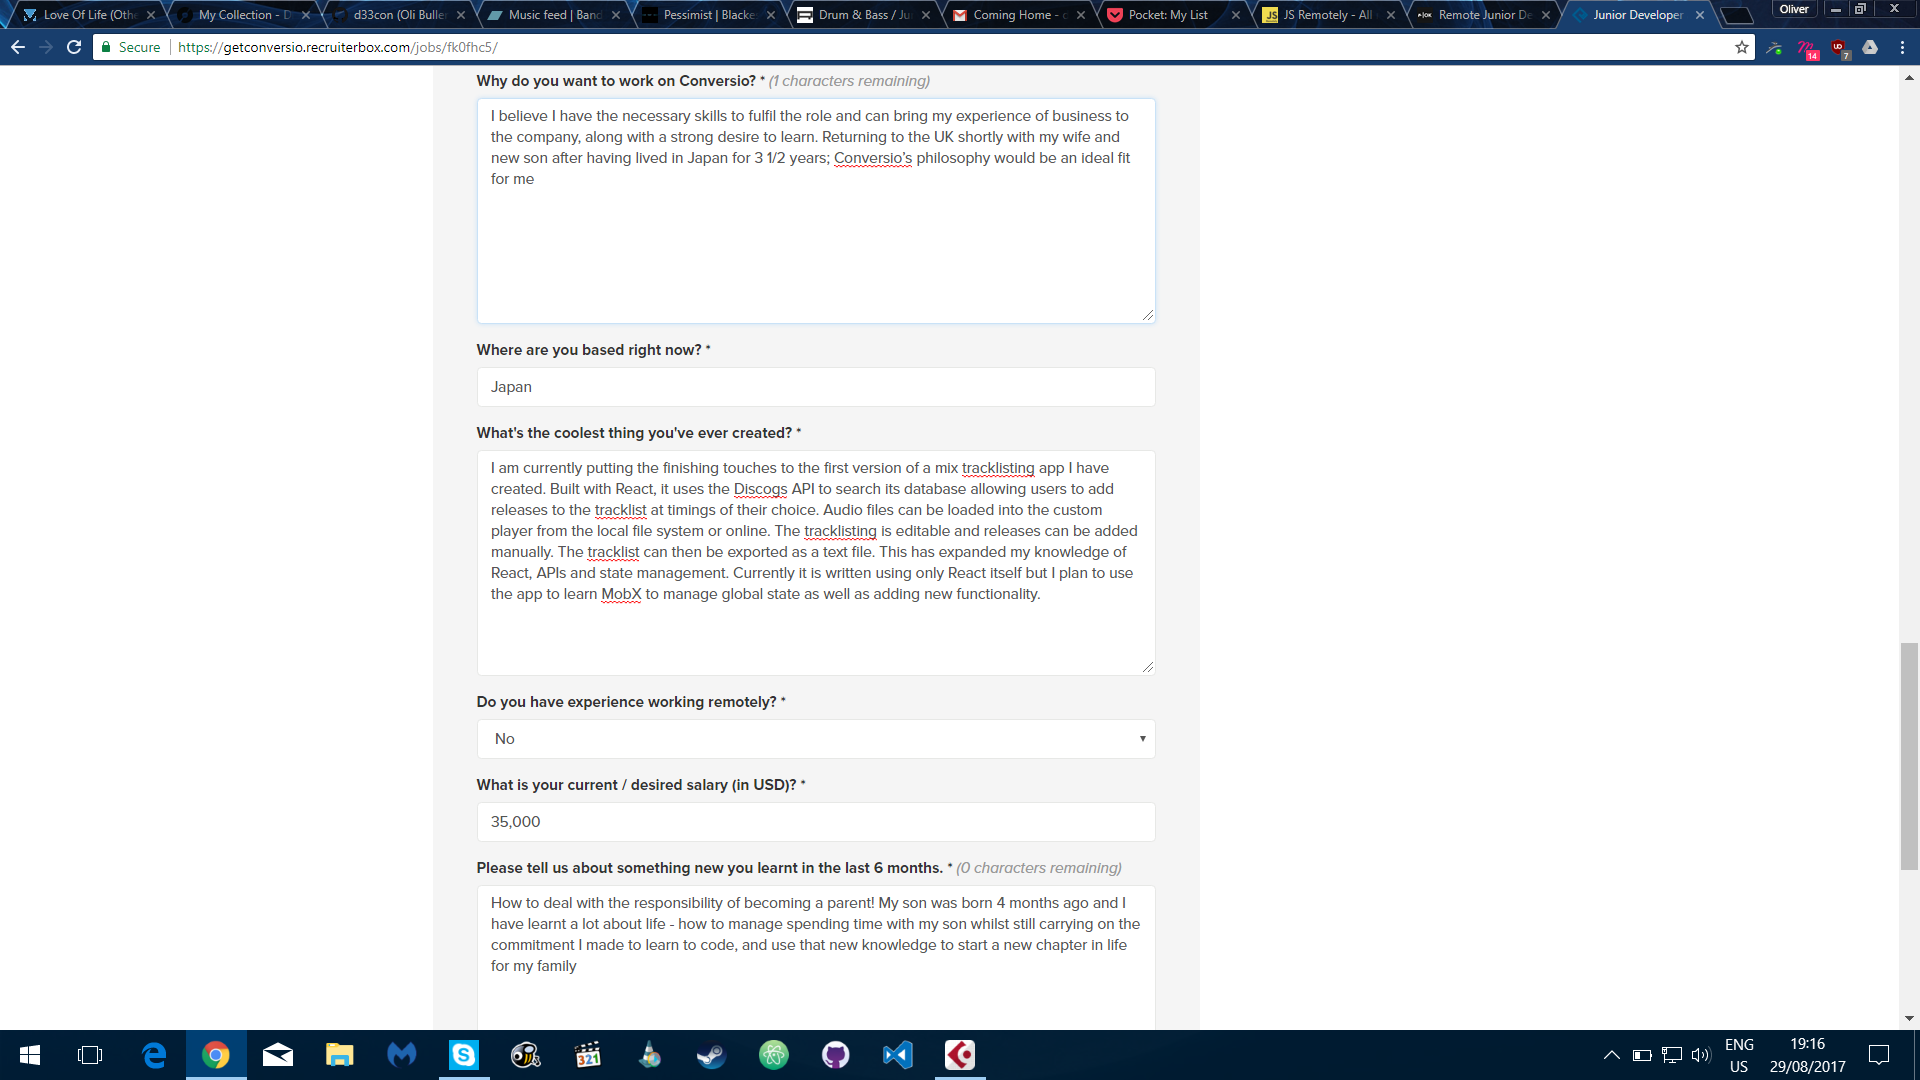 Love Of Life (Othe
My Collection - D
d33con (Oli Bulle
Music feed | Banc
Pessimist | Blacke
Drum & Bass / Ju
Coming Home - 
Pocket: My List
JS Remotely - All
Remote Junior De
Junior Developer
Oliver
Secure
https://getconversio.recruiterbox.com/jobs/fk0fhc5/
14
7
Why do you want to work on Conversio? * (1 characters remaining)
I believe I have the necessary skills to fulfil the role and can bring my experience of business to
the company, along with a strong desire to learn. Returning to the UK shortly with my wife and
new son after having lived in Japan for 3 1/2 years; Conversio's philosophy would be an ideal fit
for me
Where are you based right now? *
Japan
What's the coolest thing you've ever created? *
I am currently putting the finishing touches to the first version of a mix tracklisting app I have
created. Built with React, it uses the Discogs API to search its database allowing users to add
releases to the tracklist at timings of their choice. Audio files can be loaded into the custom
player from the local file system or online. The tracklisting is editable and releases can be added
manually. The tracklist can then be exported as a text file. This has expanded my knowledge of
React, APIs and state management. Currently it is written using only React itself but I plan to use
the app to learn MobX to manage global state as well as adding new functionality.
Do you have experience working remotely? *
No
What is your current / desired salary (in USD)? *
35,000
Please tell us about something new you learnt in the last 6 months. * (0 characters remaining)
How to deal with the responsibility of becoming a parent! My son was born 4 months ago and I
have learnt a lot about life - how to manage spending time with my son whilst still carrying on the
commitment I made to learn to code, and use that new knowledge to start a new chapter in life
for my family
321
ENG
US
19:16
29/08/2017